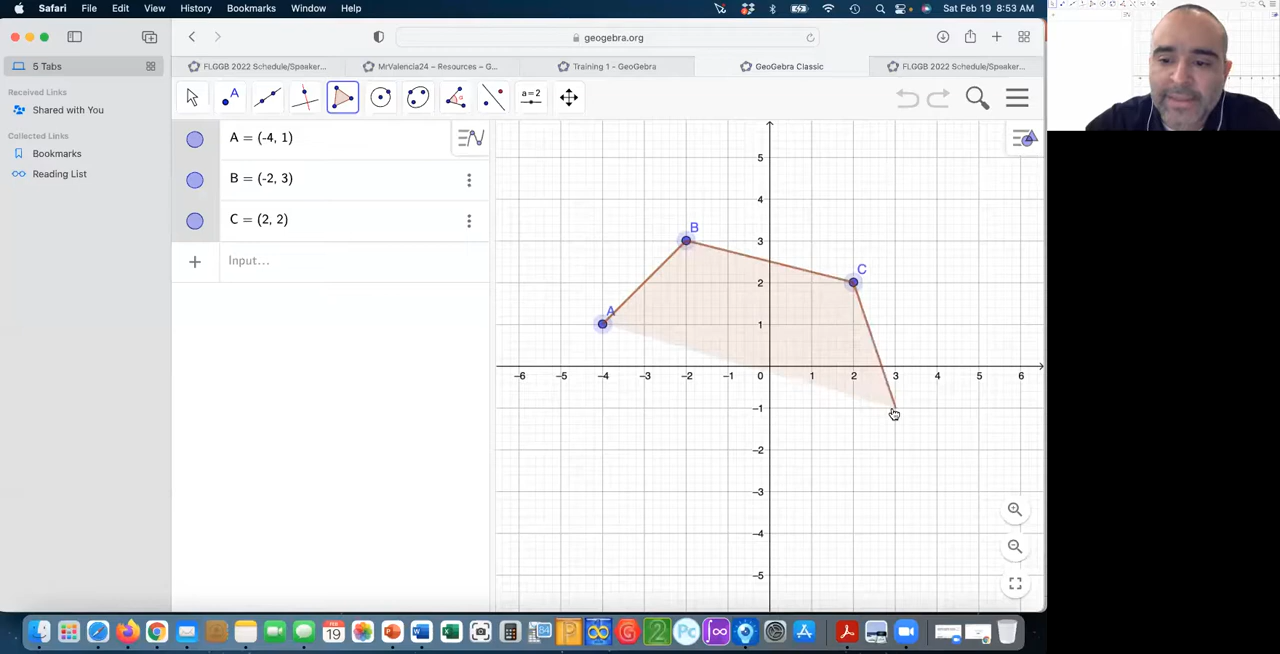 Safari File Edit View History Bookmarks Window Help Sat Feb 19 8:53 AM
geogebra.org
5 Tabs
FLGGB 2022 Schedule/Speaker...
MrValencia24 – Resources – G...
Training 1 - GeoGebra
GeoGebra Classic
FLGGB 2022 Schedule/Speaker...
Received Links
Shared with You
Collected Links
Bookmarks
Reading List
A
a=2
A = (-4, 1)
B = (-2, 3)
C = (2, 2)
Input...
A
B
C
5
4
3
2
1
–6 –5 –4 –3 –2 –1 0 1 2 3 4 5 6
–1
–2
–3
–4
–5
FEB
19